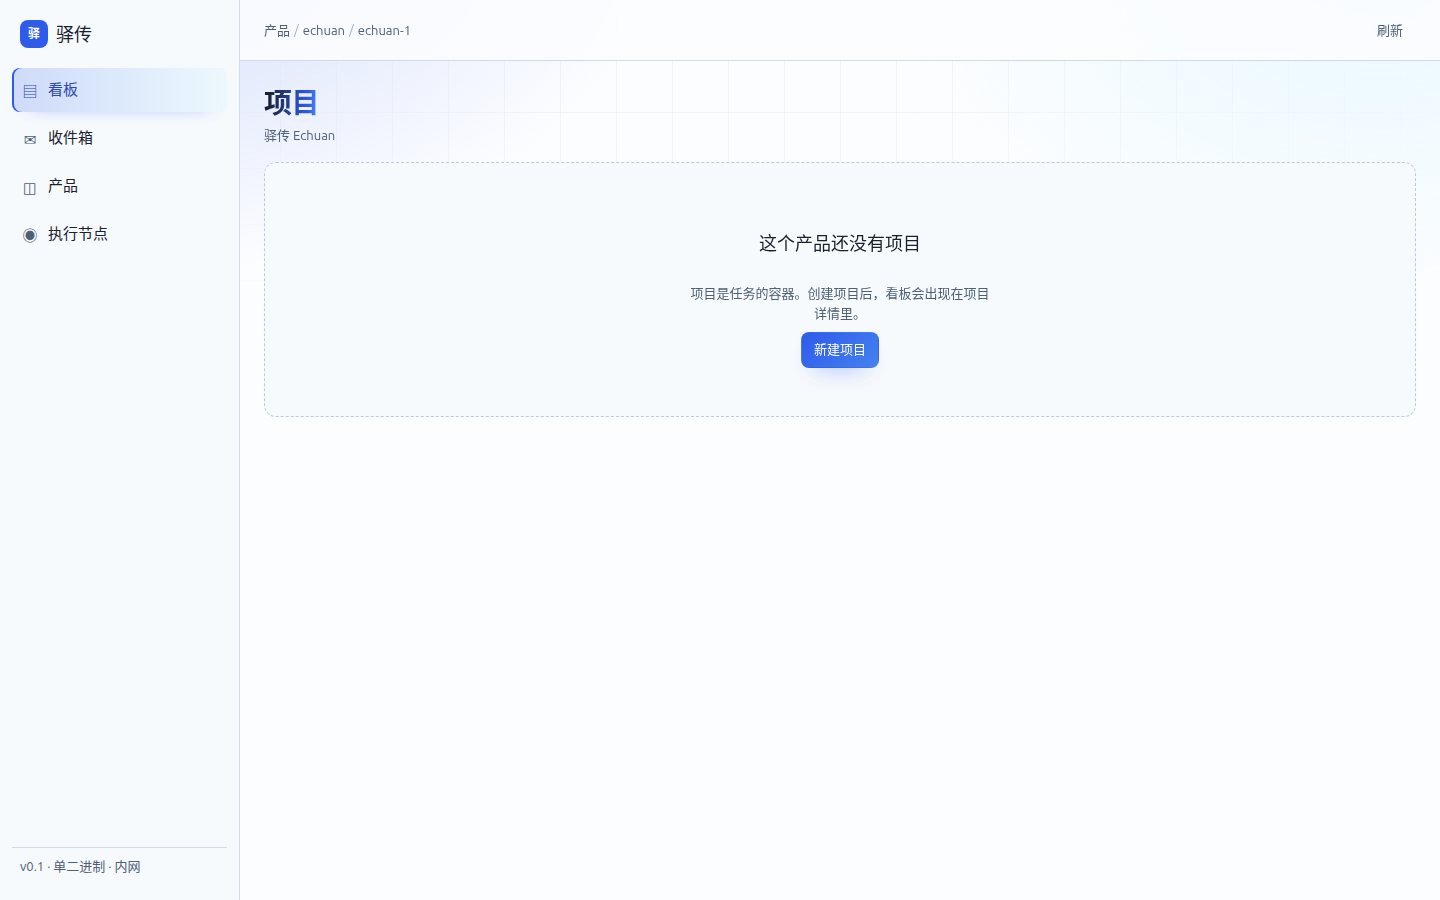 驿 驿传
产品 / echuan / echuan-1
刷新
看板
收件箱
产品
执行节点
项目
驿传 Echuan
这个产品还没有项目
项目是任务的容器。创建项目后，看板会出现在项目
详情里。
新建项目
v0.1 · 单二进制 · 内网